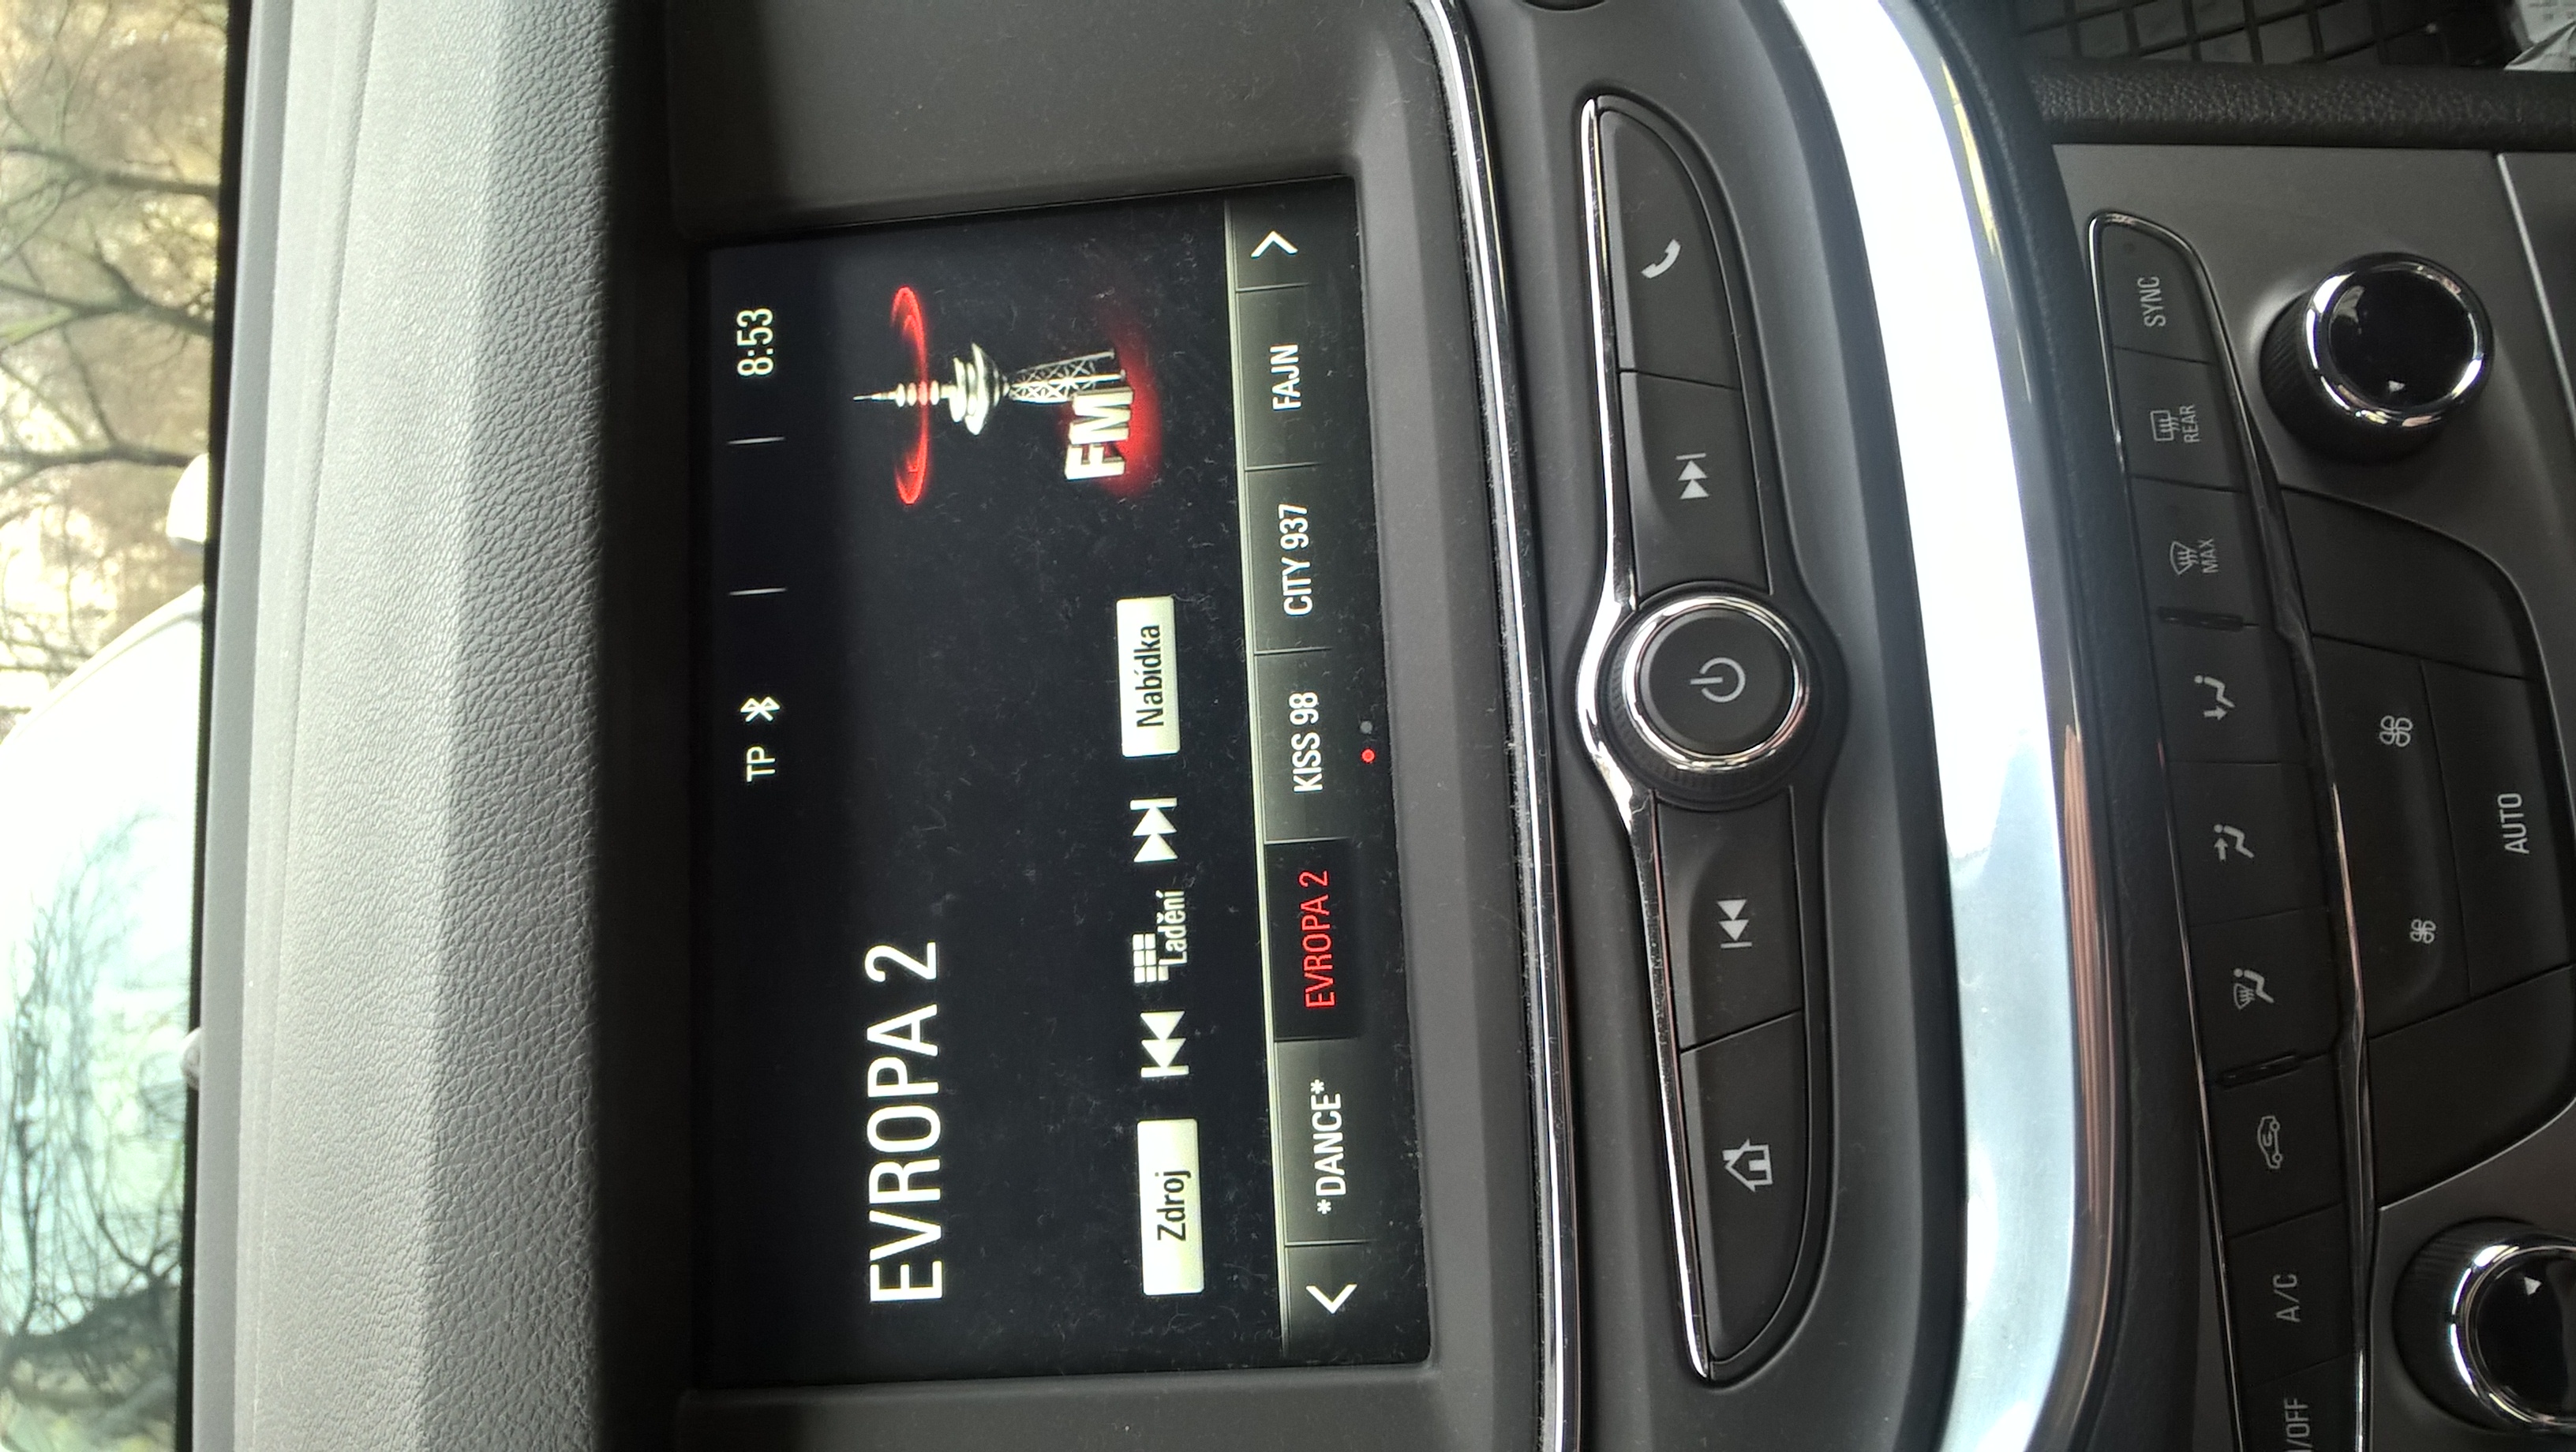 TP
8:53
EVROPA 2
FM
Zdroj
Ladění
Nabídka
*DANCE*
EVROPA 2
KISS 98
CITY 937
FAJN
/OFF
A/C
MAX
REAR
SYNC
AUTO